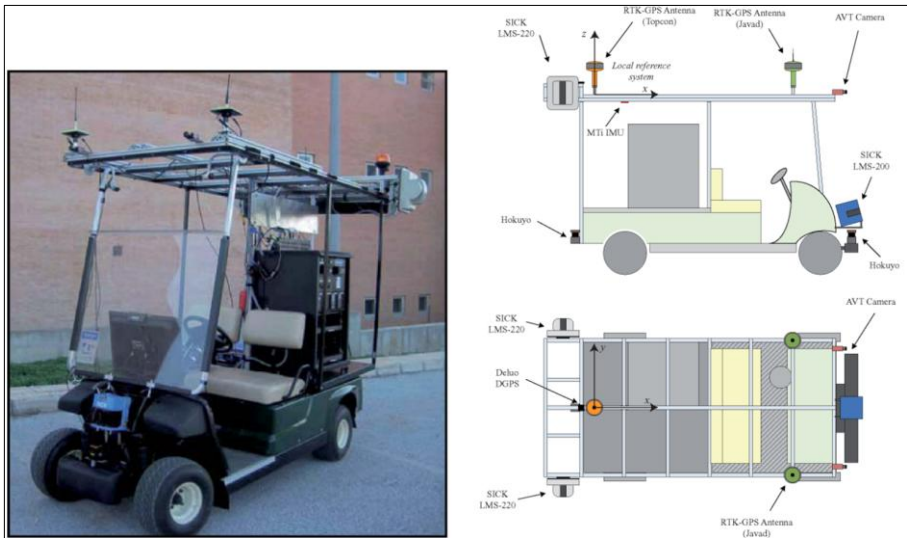 SICK
LMS-220
RTK-GPS Antenna
(Topcon)
RTK-GPS Antenna
(Javad)
AVT Camera
z
Local reference
system
x
MTi IMU
SICK
LMS-200
Hokuyo
Hokuyo
AVT Camera
SICK
LMS-220
Deluo
DGPS
y
x
SICK
LMS-220
RTK-GPS Antenna
(Javad)